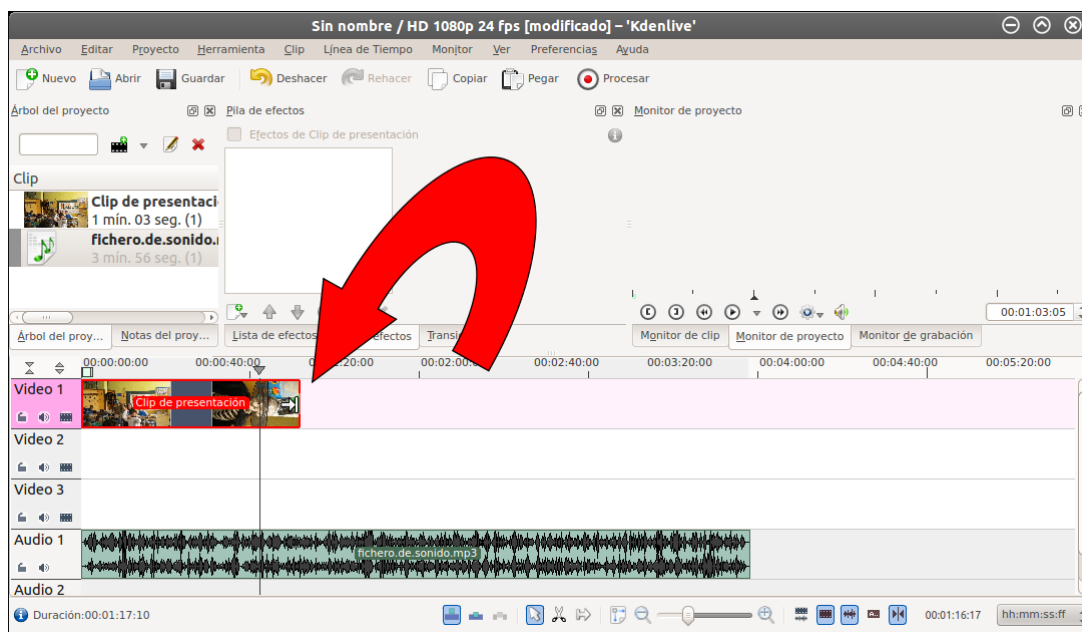 Sin nombre / HD 1080p 24 fps [modificado] – 'Kdenlive'
Archivo Editar Proyecto Herramienta Clip Línea de Tiempo Monitor Ver Preferencias Ayuda
Nuevo Abrir Guardar Deshacer Rehacer Copiar Pegar Procesar
Árbol del proyecto Pila de efectos Monitor de proyecto
Efectos de Clip de presentación
Clip
Clip de presentaci
1 mín. 03 seg. (1)
fichero.de.sonido.
3 mín. 56 seg. (1)
00:01:03:05
Árbol del proy... Notas del proy... Lista de efectos efectos Monitor de clip Monitor de proyecto Monitor de grabación
00:00:00:00 00:00:40:00 :20:00 00:02:00: 00:02:40:00 00:03:20:00 00:04:00:00 00:04:40:00 00:05:20:00
Video 1
Clip de presentación
Video 2
Video 3
Audio 1
fichero.de.sonido.mp3
Audio 2
Duración:00:01:17:10 00:01:16:17 hh:mm:ss:ff